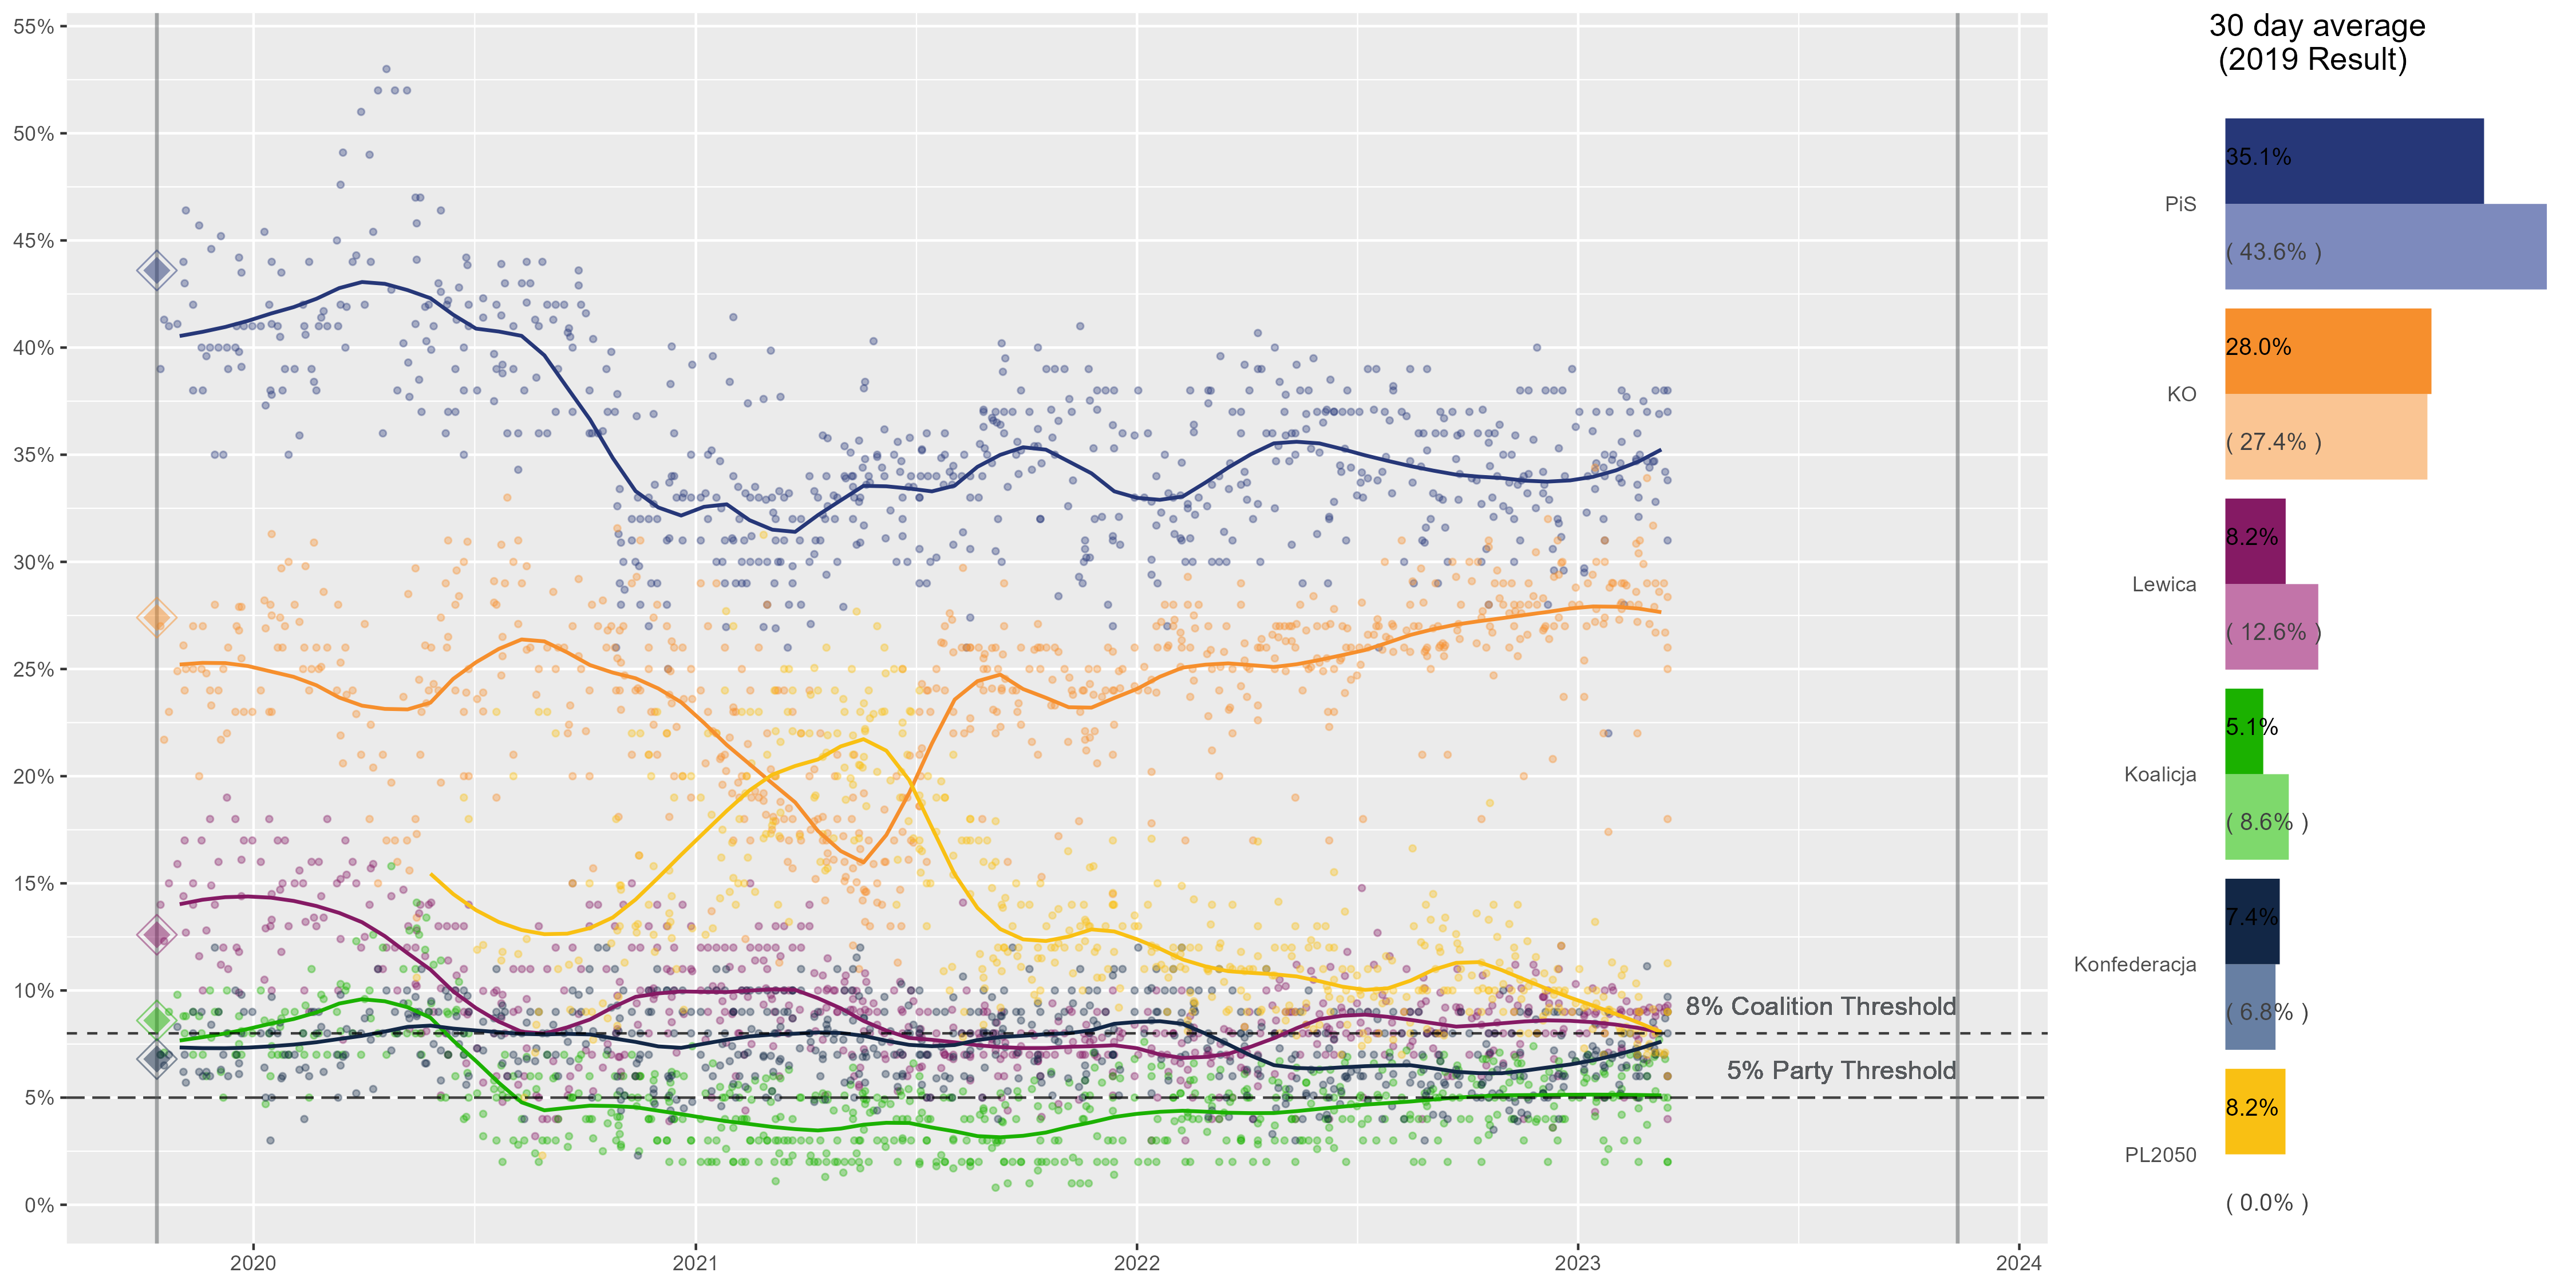 30 day average
(2019 Result)
55%
50%
45%
40%
35%
30%
25%
20%
15%
10%
5%
0%
8% Coalition Threshold
5% Party Threshold
2020
2021
2022
2023
2024
PiS
35.1%
( 43.6% )
KO
28.0%
( 27.4% )
Lewica
8.2%
( 12.6% )
Koalicja
5.1%
( 8.6% )
Konfederacja
7.4%
( 6.8% )
PL2050
8.2%
( 0.0% )